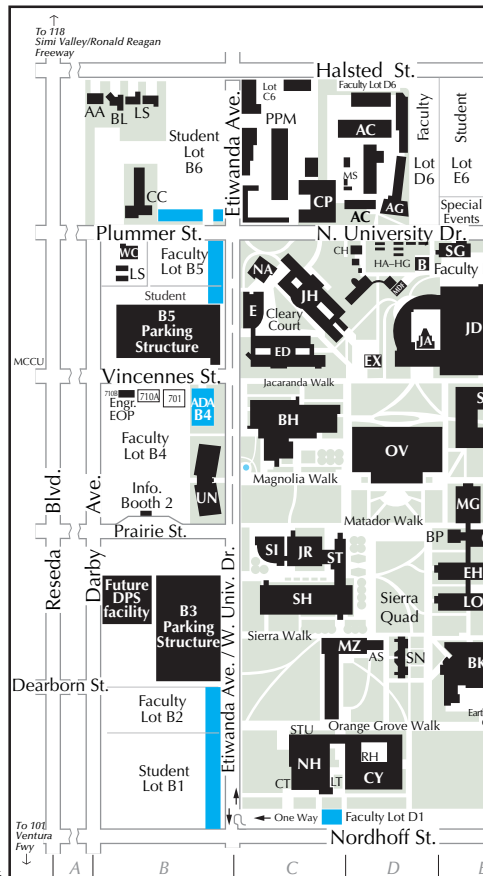 To 118
Simi Valley/Ronald Reagan
Freeway
Halsted St.
AA
BL
LS
Student
Lot
B6
CC
Etiwanda Ave.
Lot
C6
PPM
CP
Faculty Lot D6
AC
MS
AC
AG
Faculty
Lot
D6
Student
Lot
E6
Special
Events
Plummer St.
N. University Dr.
WC
LS
Faculty
Lot B5
Student
B5
Parking
Structure
MCCU
NA
JH
E
Cleary
Court
ED
CH
HA–HG
B
SG
Faculty
JD
JA
EX
Vincennes St.
Jacaranda Walk
710B
710A
701
ADA
B4
Engr.
EOP
Faculty
Lot B4
UN
Info.
Booth 2
Prairie St.
BH
OV
S
Magnolia Walk
Matador Walk
MG
BP
Reseda Blvd.
Darby Ave.
SI
JR
ST
EH
SH
LO
Sierra
Quad
Future
DPS
facility
B3
Parking
Structure
Etiwanda Ave. / W. Univ. Dr.
Sierra Walk
MZ
AS
SN
BK
Dearborn St.
Faculty
Lot B2
Student
Lot B1
Orange Grove Walk
STU
NH
RH
CT
LT
CY
One Way
Faculty Lot D1
Nordhoff St.
To 101
Ventura
Fwy
A
B
C
D
E